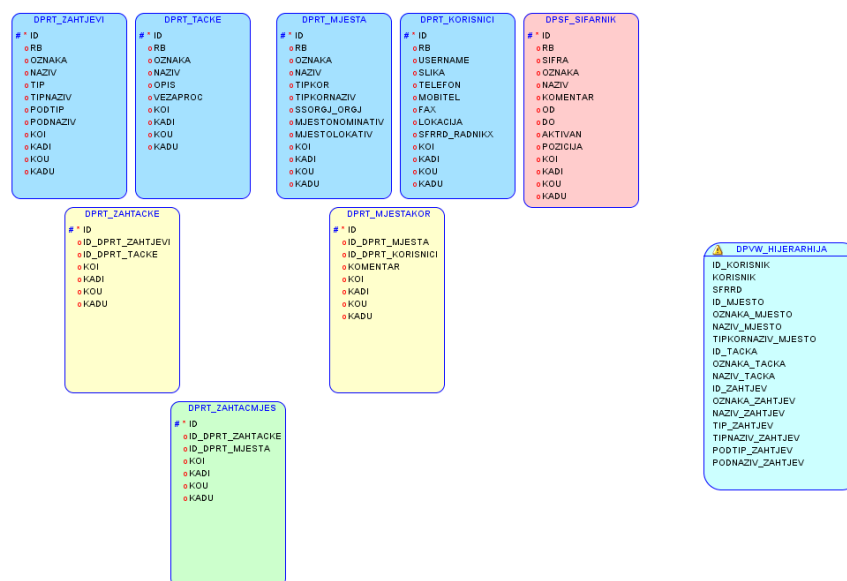 DPRT_ZAHTJEVI
# * ID
o RB
o OZNAKA
o NAZIV
o TIP
o TIPNAZIV
o PODTIP
o PODNAZIV
o KOI
o KADI
o KOU
o KADU
DPRT_TACKE
# * ID
o RB
o OZNAKA
o NAZIV
o OPIS
o VEZAPROC
o KOI
o KADI
o KOU
o KADU
DPRT_MJESTA
# * ID
o RB
o OZNAKA
o NAZIV
o TIPKOR
o TIPKORNAZIV
o SSORGJ_ORGJ
o MJESTONOMINATIV
o MJESTOLOKATIV
o KOI
o KADI
o KOU
o KADU
DPRT_KORISNICI
# * ID
o RB
o USERNAME
o SLIKA
o TELEFON
o MOBITEL
o FAX
o LOKACIJA
o SFRRD_RADNIKX
o KOI
o KADI
o KOU
o KADU
DPSF_SIFARNIK
# * ID
o RB
o SIFRA
o OZNAKA
o NAZIV
o KOMENTAR
o OD
o DO
o AKTIVAN
o POZICIJA
o KOI
o KADI
o KOU
o KADU
DPRT_ZAHTACKE
# * ID
o ID_DPRT_ZAHTJEVI
o ID_DPRT_TACKE
o KOI
o KADI
o KOU
o KADU
DPRT_MJESTAKOR
# * ID
o ID_DPRT_MJESTA
o ID_DPRT_KORISNICI
o KOMENTAR
o KOI
o KADI
o KOU
o KADU
DPVW_HIJERARHIJA
ID_KORISNIK
KORISNIK
SFRRD
ID_MJESTO
OZNAKA_MJESTO
NAZIV_MJESTO
TIPKORNAZIV_MJESTO
ID_TACKA
OZNAKA_TACKA
NAZIV_TACKA
ID_ZAHTJEV
OZNAKA_ZAHTJEV
NAZIV_ZAHTJEV
TIP_ZAHTJEV
TIPNAZIV_ZAHTJEV
PODTIP_ZAHTJEV
PODNAZIV_ZAHTJEV
DPRT_ZAHTACMJES
# * ID
o ID_DPRT_ZAHTACKE
o ID_DPRT_MJESTA
o KOI
o KADI
o KOU
o KADU